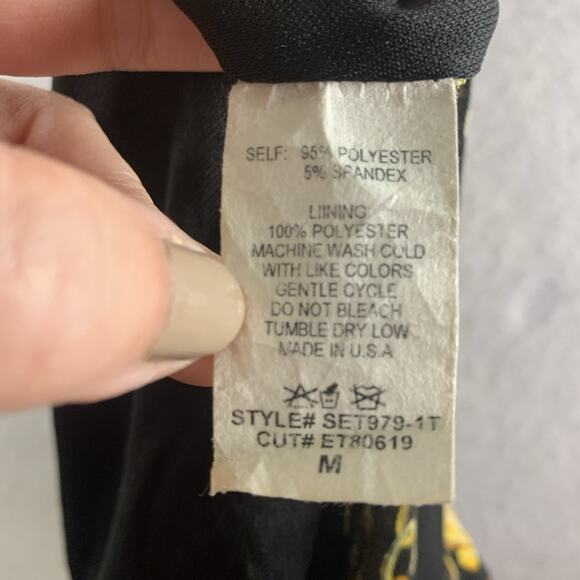 SELF: 95% POLYESTER
5% SPANDEX
LIINING
100% POLYESTER
MACHINE WASH COLD
WITH LIKE COLORS
GENTLE CYCLE
DO NOT BLEACH
TUMBLE DRY LOW
MADE IN U.S.A
STYLE# SET979-1T
CUT# ET80619
M